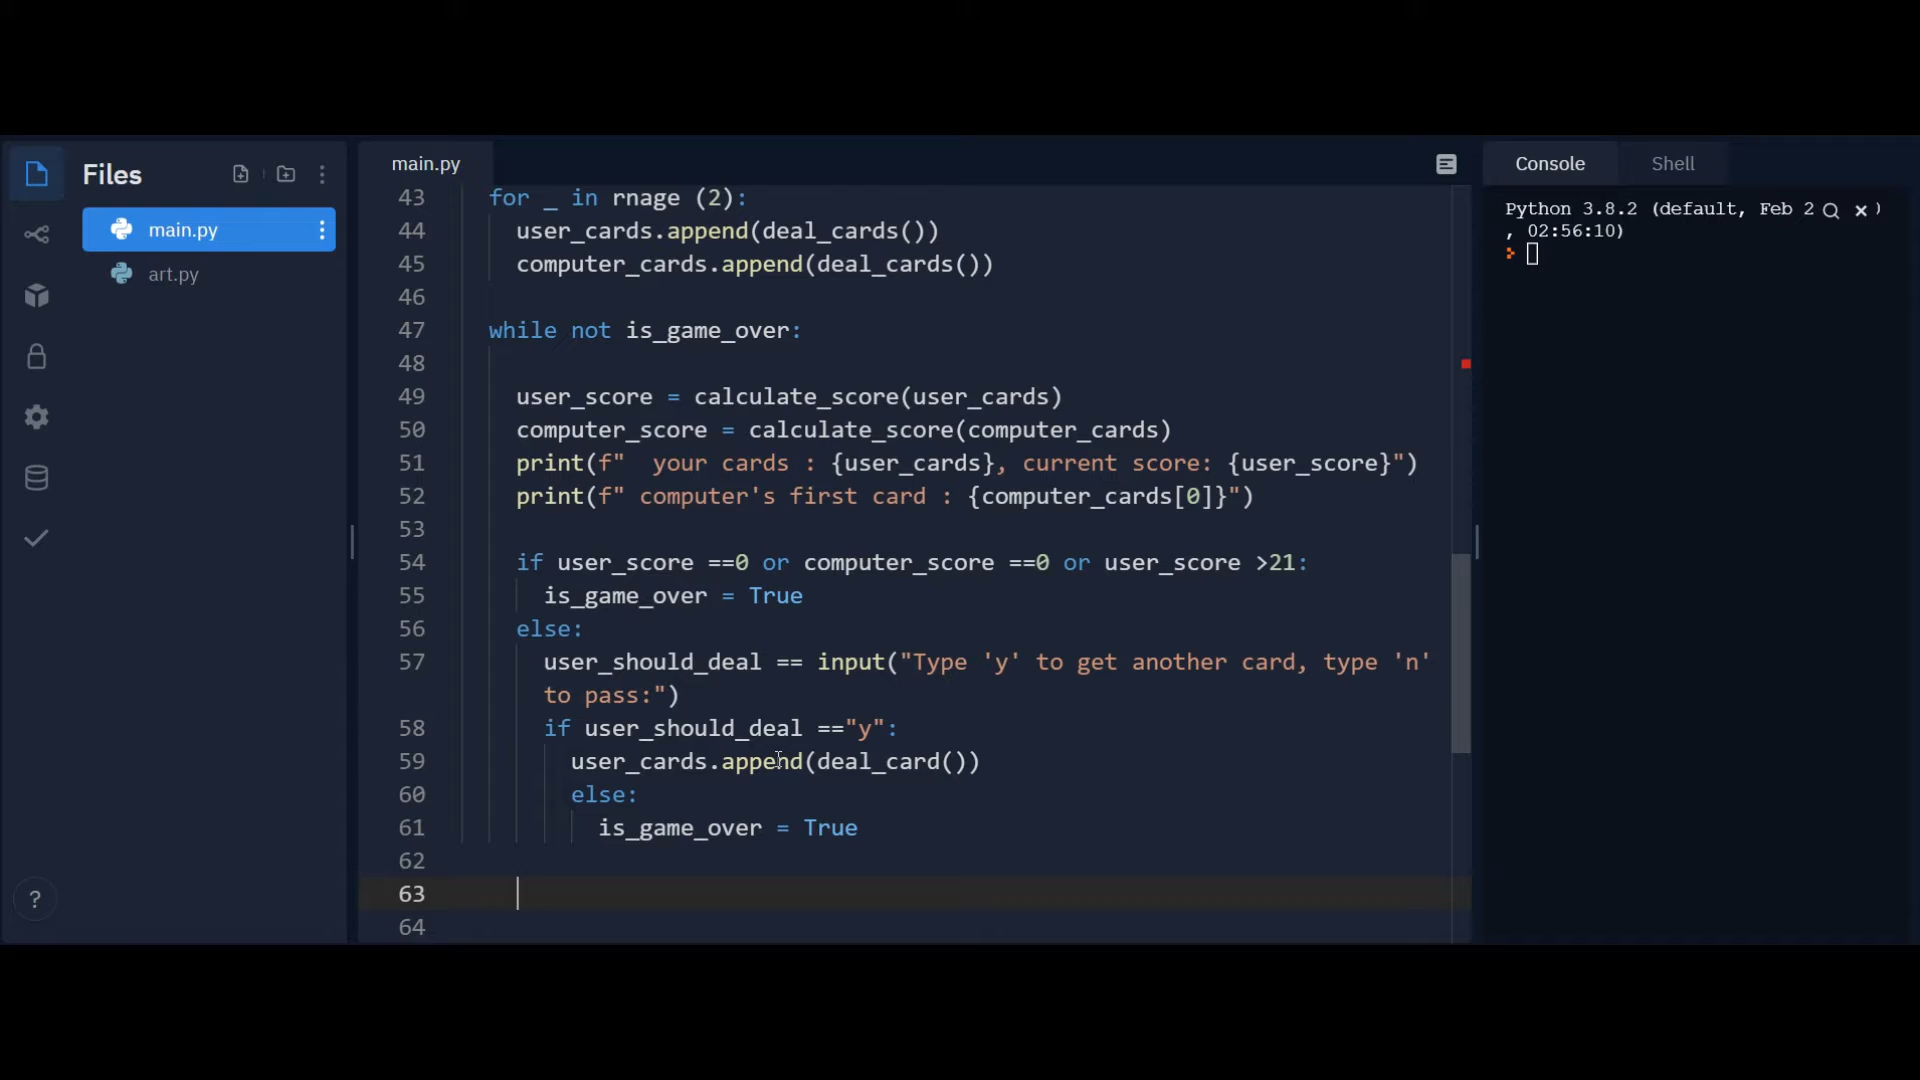 Files
main.py
art.py
main.py
43 for _ in rnage (2):
44 user_cards.append(deal_cards())
45 computer_cards.append(deal_cards())
46
47 while not is_game_over:
48
49 user_score = calculate_score(user_cards)
50 computer_score = calculate_score(computer_cards)
51 print(f"  your cards : {user_cards}, current score: {user_score}")
52 print(f" computer's first card : {computer_cards[0]}")
53
54 if user_score ==0 or computer_score ==0 or user_score >21:
55 is_game_over = True
56 else:
57 user_should_deal == input("Type 'y' to get another card, type 'n'
to pass:")
58 if user_should_deal =="y":
59 user_cards.append(deal_card())
60 else:
61 is_game_over = True
62
63
64
?
Console Shell
Python 3.8.2 (default, Feb 2 )
, 02:56:10)